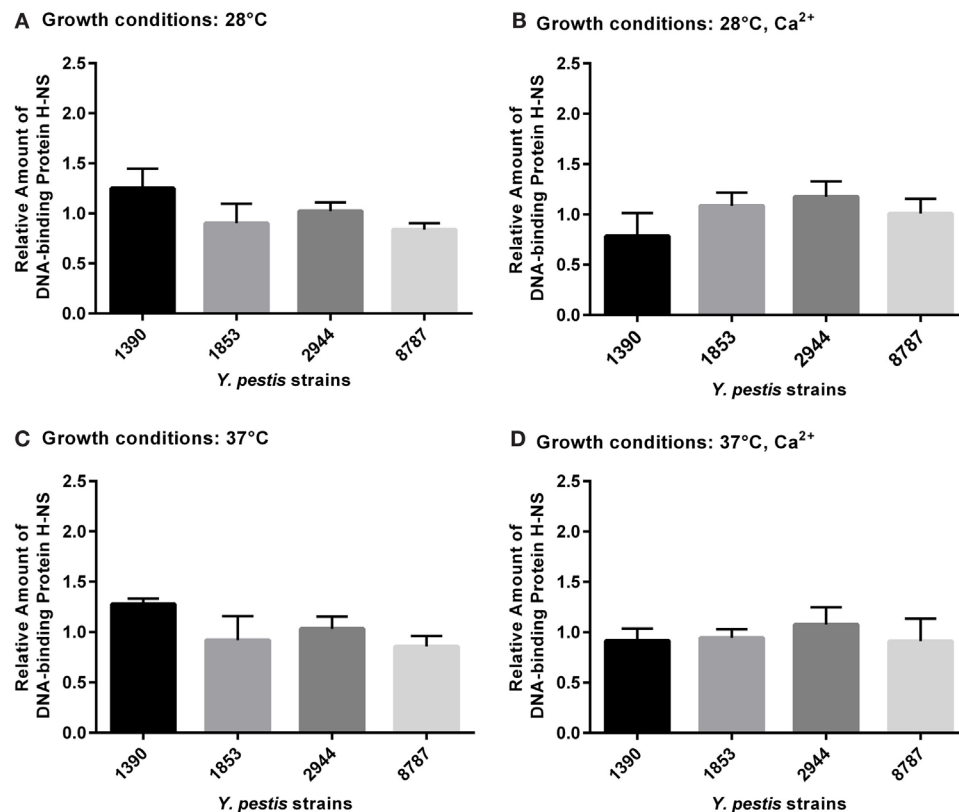 A Growth conditions: 28°C
Relative Amount of
DNA-binding Protein H-NS
2.5
2.0
1.5
1.0
0.5
0.0
1390
1853
2944
8787
Y. pestis strains
B Growth conditions: 28°C, Ca²⁺
Relative Amount of
DNA-binding Protein H-NS
2.5
2.0
1.5
1.0
0.5
0.0
1390
1853
2944
8787
Y. pestis strains
C Growth conditions: 37°C
Relative Amount of
DNA-binding Protein H-NS
2.5
2.0
1.5
1.0
0.5
0.0
1390
1853
2944
8787
Y. pestis strains
D Growth conditions: 37°C, Ca²⁺
Relative Amount of
DNA-binding Protein H-NS
2.5
2.0
1.5
1.0
0.5
0.0
1390
1853
2944
8787
Y. pestis strains